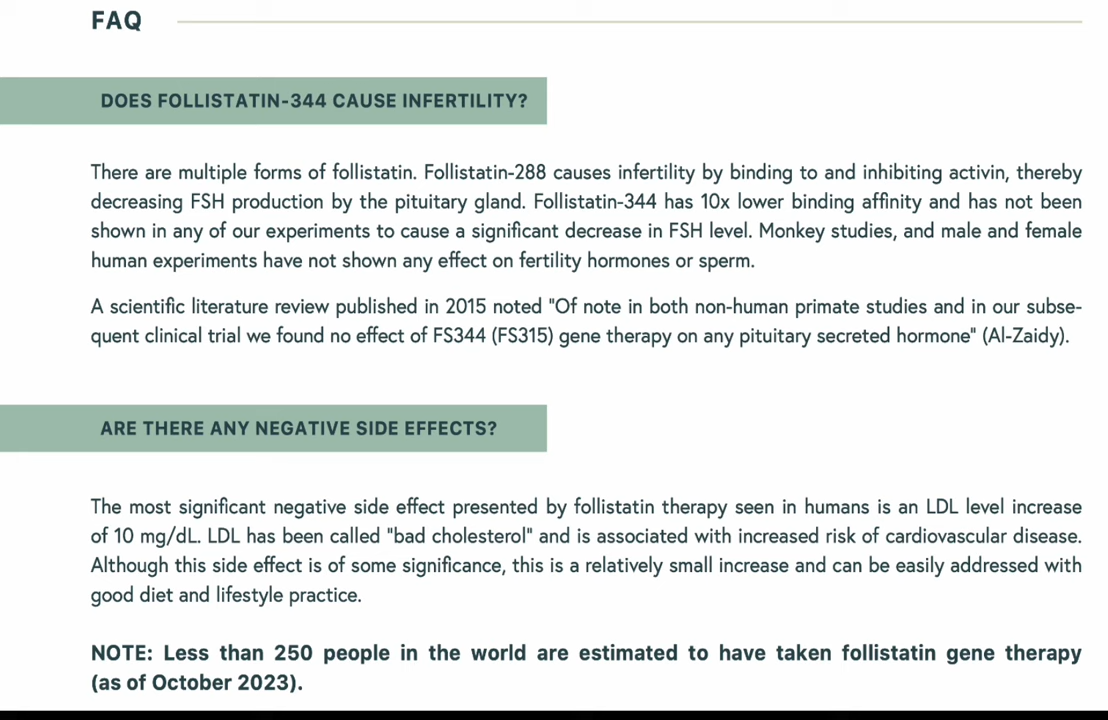 FAQ
DOES FOLLISTATIN-344 CAUSE INFERTILITY?
There are multiple forms of follistatin. Follistatin-288 causes infertility by binding to and inhibiting activin, thereby
decreasing FSH production by the pituitary gland. Follistatin-344 has 10x lower binding affinity and has not been
shown in any of our experiments to cause a significant decrease in FSH level. Monkey studies, and male and female
human experiments have not shown any effect on fertility hormones or sperm.
A scientific literature review published in 2015 noted "Of note in both non-human primate studies and in our subse-
quent clinical trial we found no effect of FS344 (FS315) gene therapy on any pituitary secreted hormone" (Al-Zaidy).
ARE THERE ANY NEGATIVE SIDE EFFECTS?
The most significant negative side effect presented by follistatin therapy seen in humans is an LDL level increase
of 10 mg/dL. LDL has been called "bad cholesterol" and is associated with increased risk of cardiovascular disease.
Although this side effect is of some significance, this is a relatively small increase and can be easily addressed with
good diet and lifestyle practice.
NOTE: Less than 250 people in the world are estimated to have taken follistatin gene therapy
(as of October 2023).